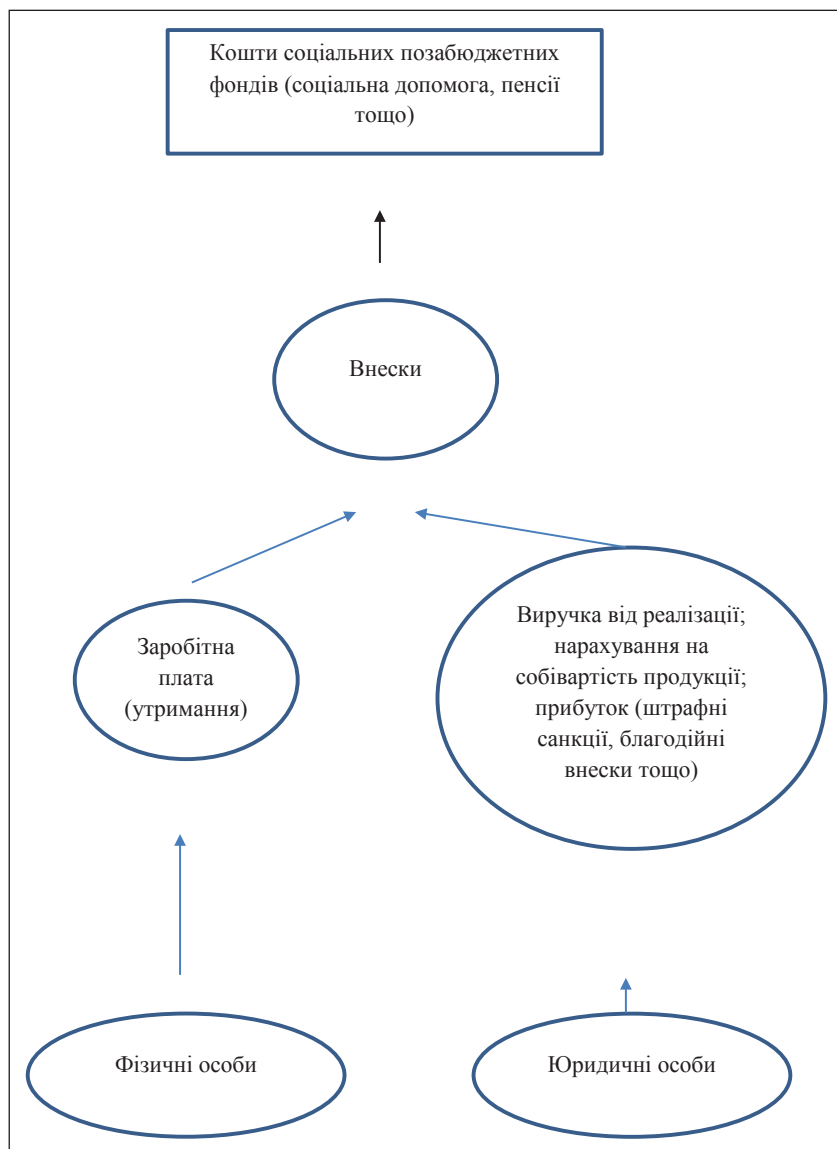 Кошти соціальних позабюджетних
фондів (соціальна допомога, пенсії
тощо)
Внески
Заробітна
плата
(утримання)
Виручка від реалізації;
нарахування на
собівартість продукції;
прибуток (штрафні
санкції, благодійні
внески тощо)
Фізичні особи
Юридичні особи